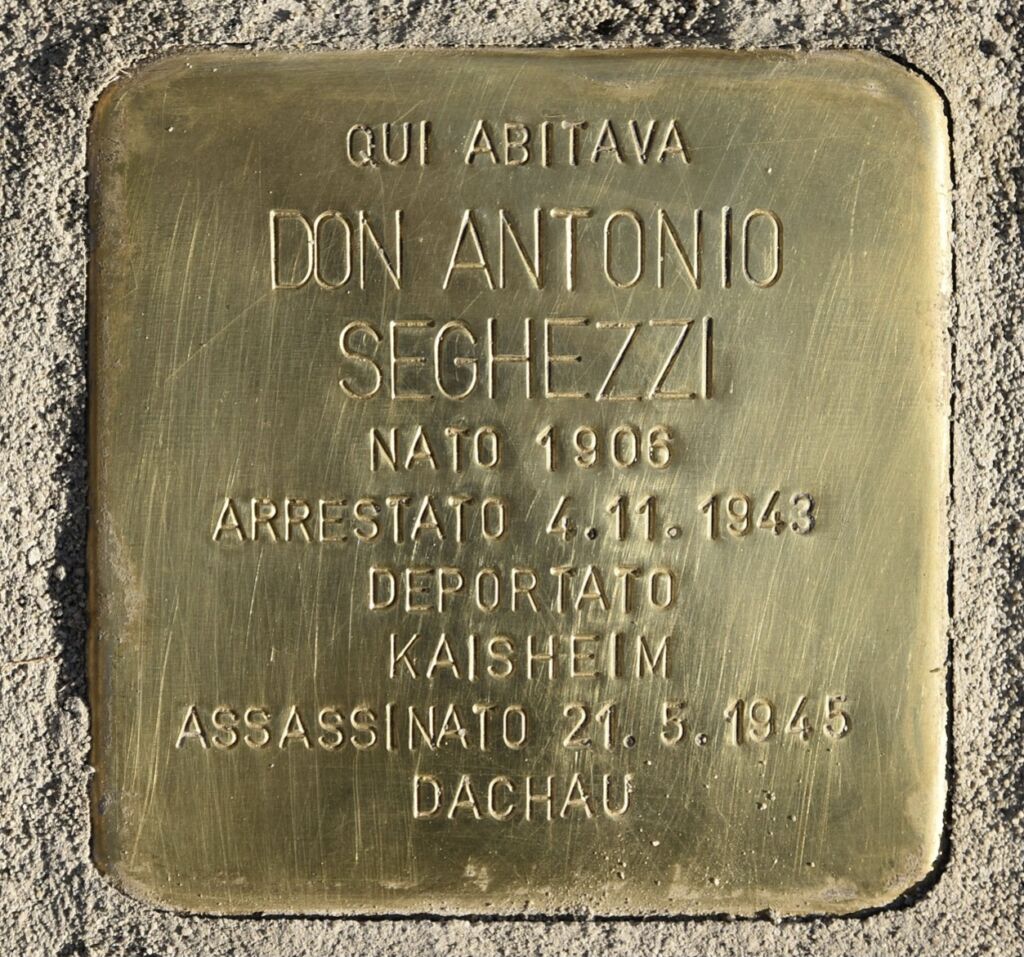 QUI ABITAVA
DON ANTONIO
SEGHEZZI
NATO 1906
ARRESTATO 4.11.1943
DEPORTATO
KAISHEIM
ASSASSINATO 21.5.1945
DACHAU